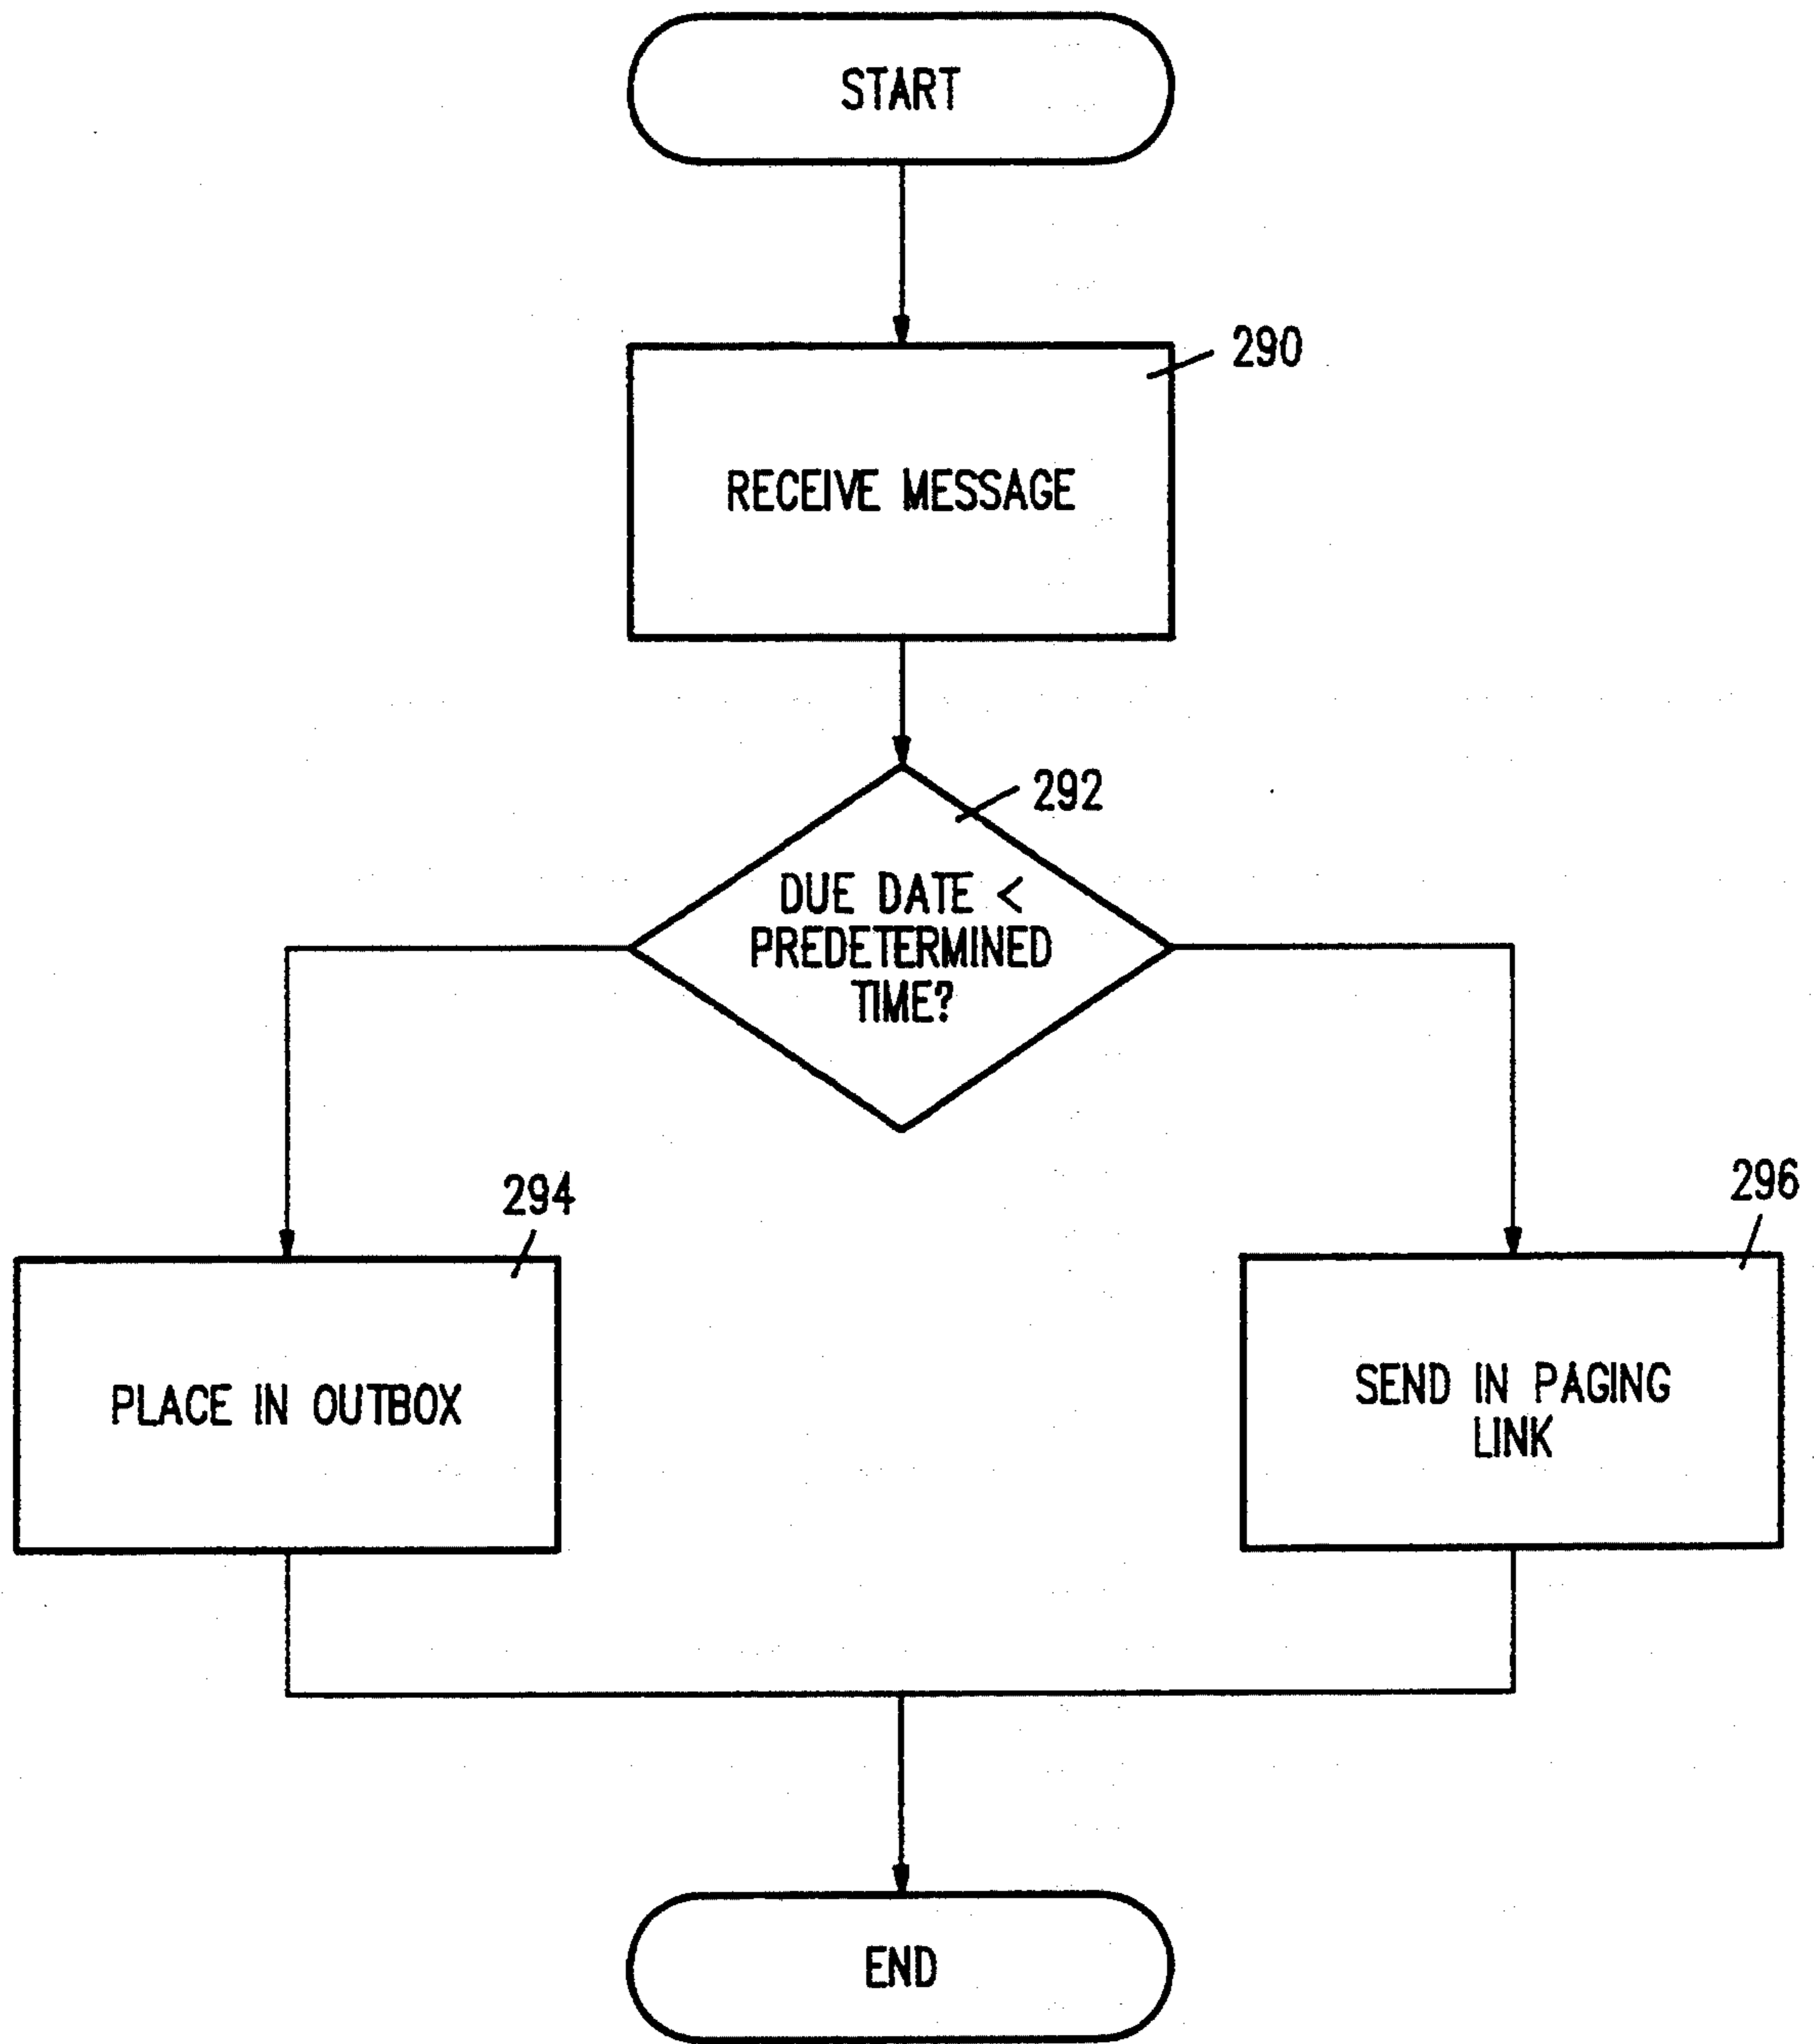 START
290
RECEIVE MESSAGE
292
DUE DATE <
PREDETERMINED
TIME?
294
PLACE IN OUTBOX
296
SEND IN PAGING
LINK
END